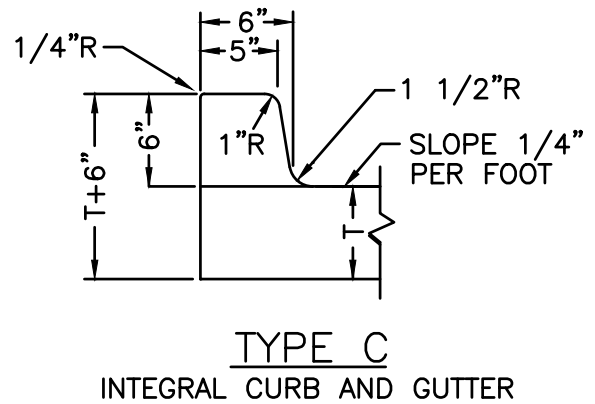 6"
5"
1/4"R
1 1/2"R
6"
1"R
SLOPE 1/4"
PER FOOT
T+6"
T
TYPE C
INTEGRAL CURB AND GUTTER